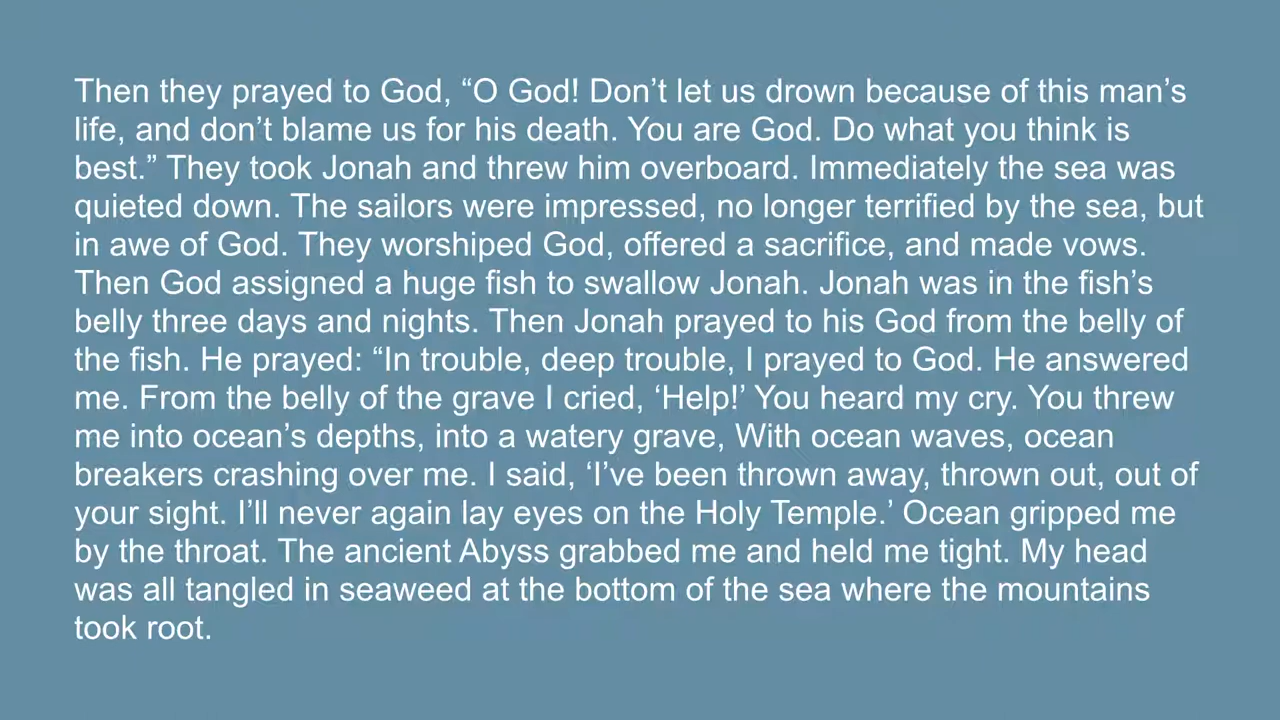 Then they prayed to God, “O God! Don’t let us drown because of this man’s
life, and don’t blame us for his death. You are God. Do what you think is
best.” They took Jonah and threw him overboard. Immediately the sea was
quieted down. The sailors were impressed, no longer terrified by the sea, but
in awe of God. They worshiped God, offered a sacrifice, and made vows.
Then God assigned a huge fish to swallow Jonah. Jonah was in the fish’s
belly three days and nights. Then Jonah prayed to his God from the belly of
the fish. He prayed: “In trouble, deep trouble, I prayed to God. He answered
me. From the belly of the grave I cried, ‘Help!’ You heard my cry. You threw
me into ocean’s depths, into a watery grave, With ocean waves, ocean
breakers crashing over me. I said, ‘I’ve been thrown away, thrown out, out of
your sight. I’ll never again lay eyes on the Holy Temple.’ Ocean gripped me
by the throat. The ancient Abyss grabbed me and held me tight. My head
was all tangled in seaweed at the bottom of the sea where the mountains
took root.